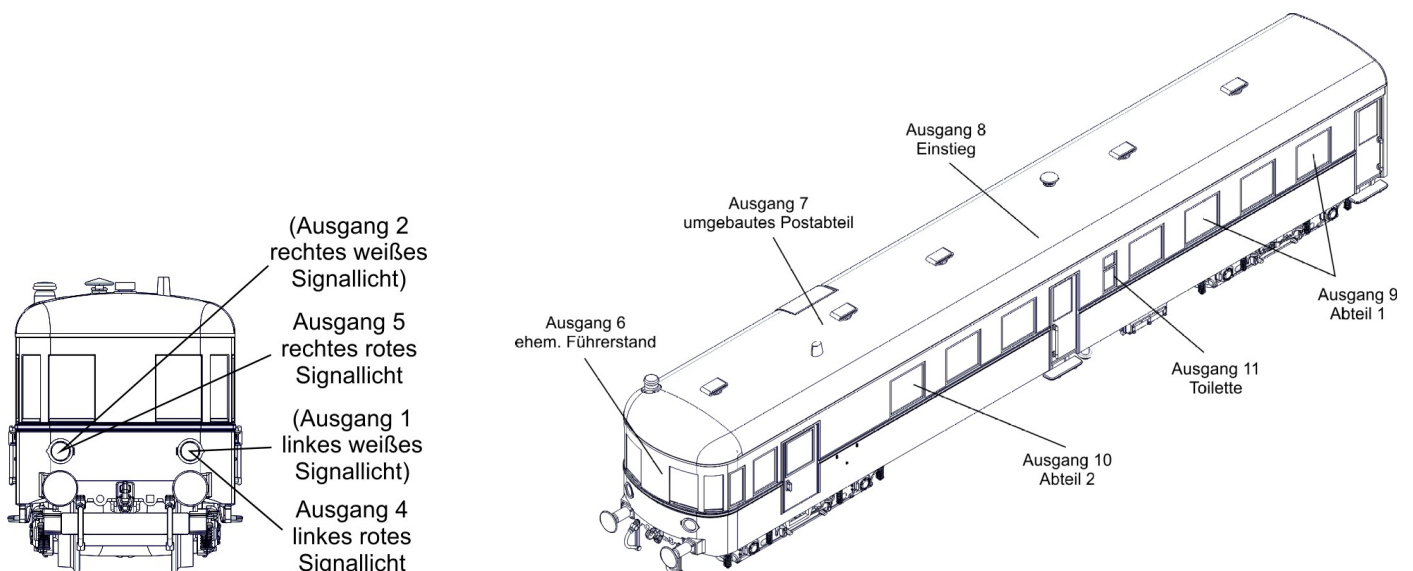 (Ausgang 2
rechtes weißes
Signallicht)
Ausgang 5
rechtes rotes
Signallicht
(Ausgang 1
linkes weißes
Signallicht)
Ausgang 4
linkes rotes
Signallicht
Ausgang 8
Einstieg
Ausgang 7
umgebautes Postabteil
Ausgang 6
ehem. Führerstand
Ausgang 9
Abteil 1
Ausgang 11
Toilette
Ausgang 10
Abteil 2